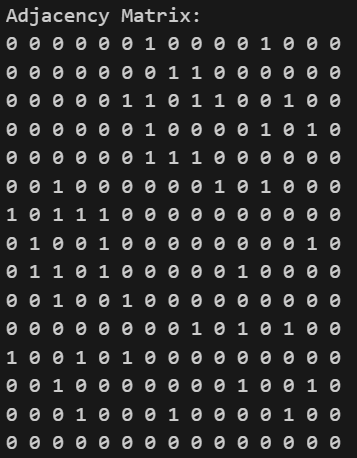 Adjacency Matrix:
0 0 0 0 0 0 1 0 0 0 0 1 0 0 0
0 0 0 0 0 0 0 1 1 0 0 0 0 0 0
0 0 0 0 0 1 1 0 1 1 0 0 1 0 0
0 0 0 0 0 0 1 0 0 0 0 1 0 1 0
0 0 0 0 0 0 1 1 1 0 0 0 0 0 0
0 0 1 0 0 0 0 0 0 1 0 1 0 0 0
1 0 1 1 1 0 0 0 0 0 0 0 0 0 0
0 1 0 0 1 0 0 0 0 0 0 0 0 1 0
0 1 1 0 1 0 0 0 0 0 1 0 0 0 0
0 0 1 0 0 1 0 0 0 0 0 0 0 0 0
0 0 0 0 0 0 0 0 1 0 1 0 1 0 0
1 0 0 1 0 1 0 0 0 0 0 0 0 0 0
0 0 1 0 0 0 0 0 0 0 1 0 0 1 0
0 0 0 1 0 0 0 1 0 0 0 0 1 0 0
0 0 0 0 0 0 0 0 0 0 0 0 0 0 0